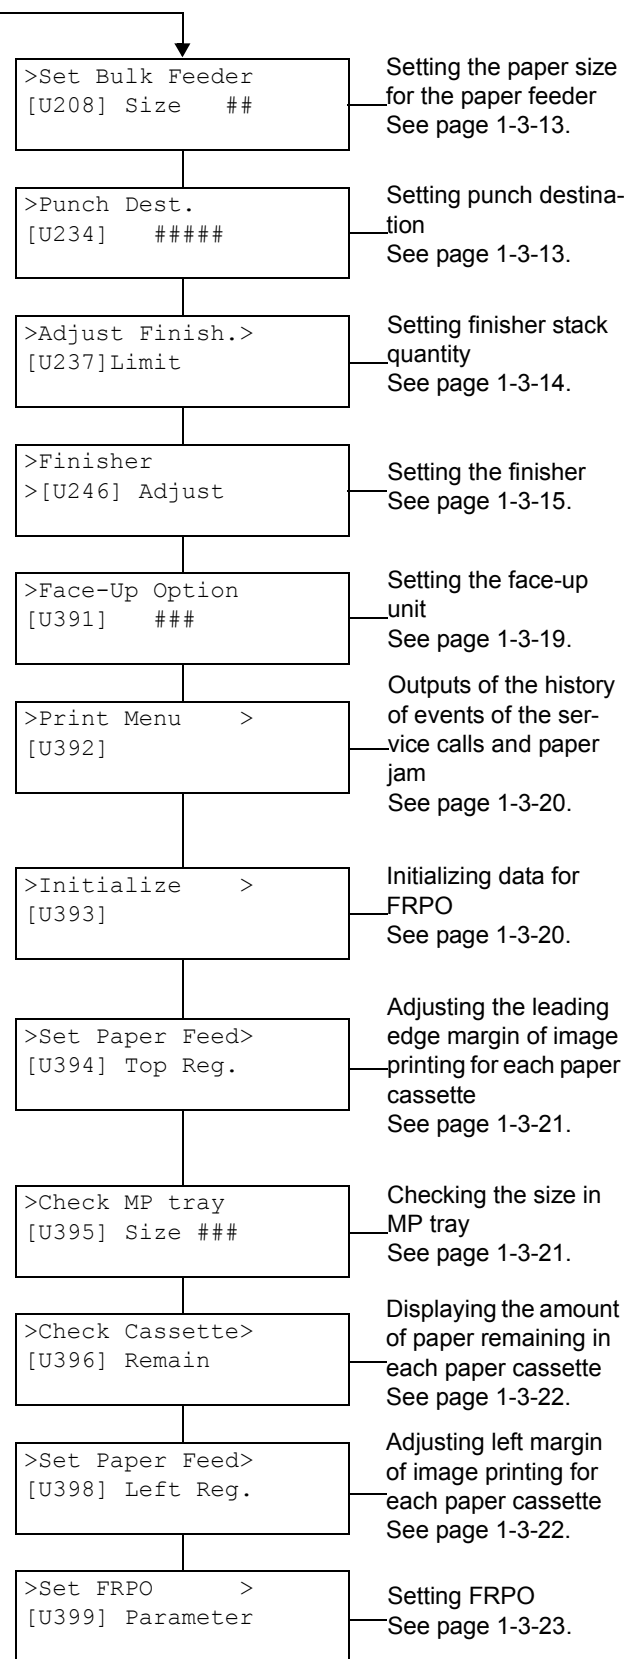 >Set Bulk Feeder
[U208] Size ##
Setting the paper size
for the paper feeder
See page 1-3-13.
>Punch Dest.
[U234] #####
Setting punch destina-
tion
See page 1-3-13.
>Adjust Finish.>
[U237]Limit
Setting finisher stack
quantity
See page 1-3-14.
>Finisher
>[U246] Adjust
Setting the finisher
See page 1-3-15.
>Face-Up Option
[U391] ###
Setting the face-up
unit
See page 1-3-19.
>Print Menu >
[U392]
Outputs of the history
of events of the ser-
vice calls and paper
jam
See page 1-3-20.
>Initialize >
[U393]
Initializing data for
FRPO
See page 1-3-20.
>Set Paper Feed>
[U394] Top Reg.
Adjusting the leading
edge margin of image
printing for each paper
cassette
See page 1-3-21.
>Check MP tray
[U395] Size ###
Checking the size in
MP tray
See page 1-3-21.
>Check Cassette>
[U396] Remain
Displaying the amount
of paper remaining in
each paper cassette
See page 1-3-22.
>Set Paper Feed>
[U398] Left Reg.
Adjusting left margin
of image printing for
each paper cassette
See page 1-3-22.
>Set FRPO >
[U399] Parameter
Setting FRPO
See page 1-3-23.